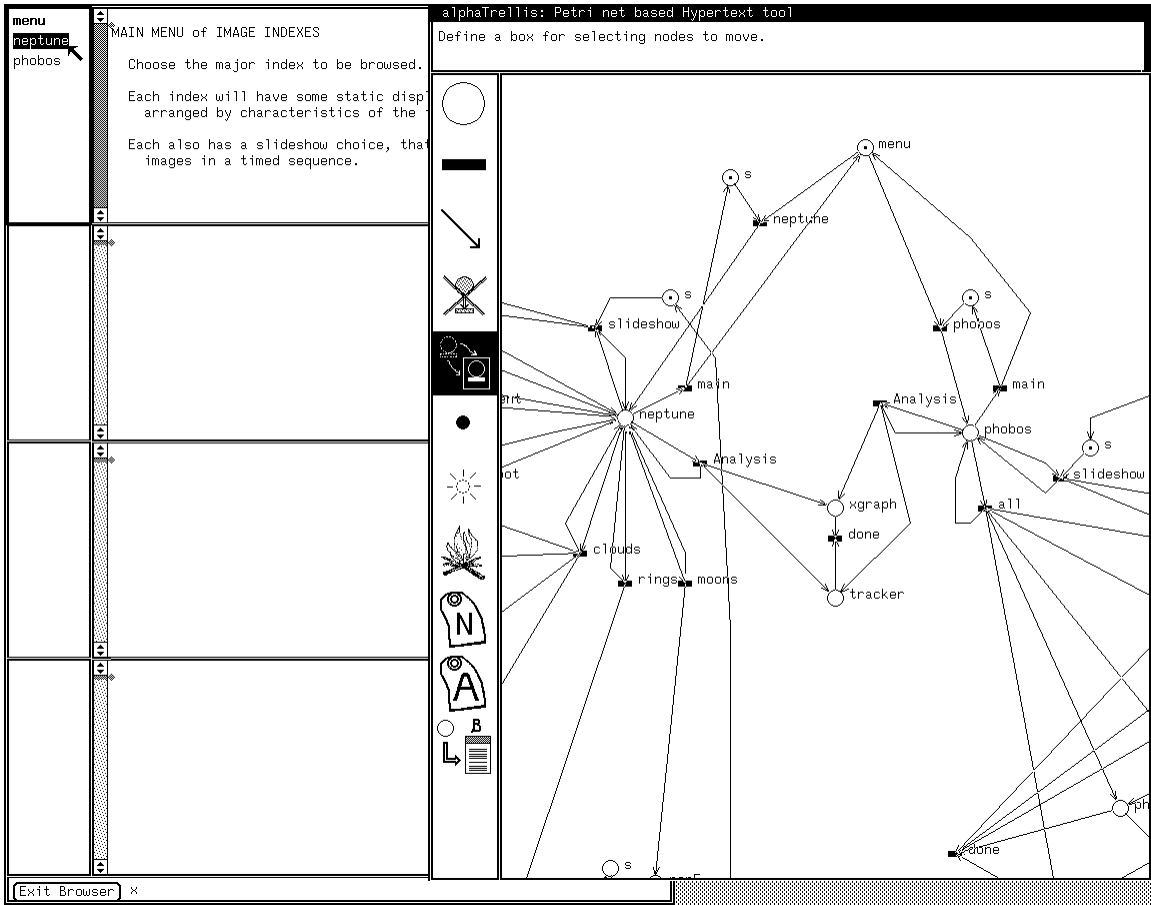 menu
neptune
phobos
MAIN MENU of IMAGE INDEXES
Choose the major index to be browsed.
Each index will have some static displ
arranged by characteristics of the
Each also has a slideshow choice, that
images in a timed sequence.
Exit Browser x
alphaTrellis: Petri net based Hypertext tool
Define a box for selecting nodes to move.
N
A
B
menu
s
neptune
s
s
slideshow
phobos
main
main
Analysis
neptune
phobos
s
Analysis
ot
slideshow
xgraph
all
done
clouds
rings
moons
tracker
ph
done
s